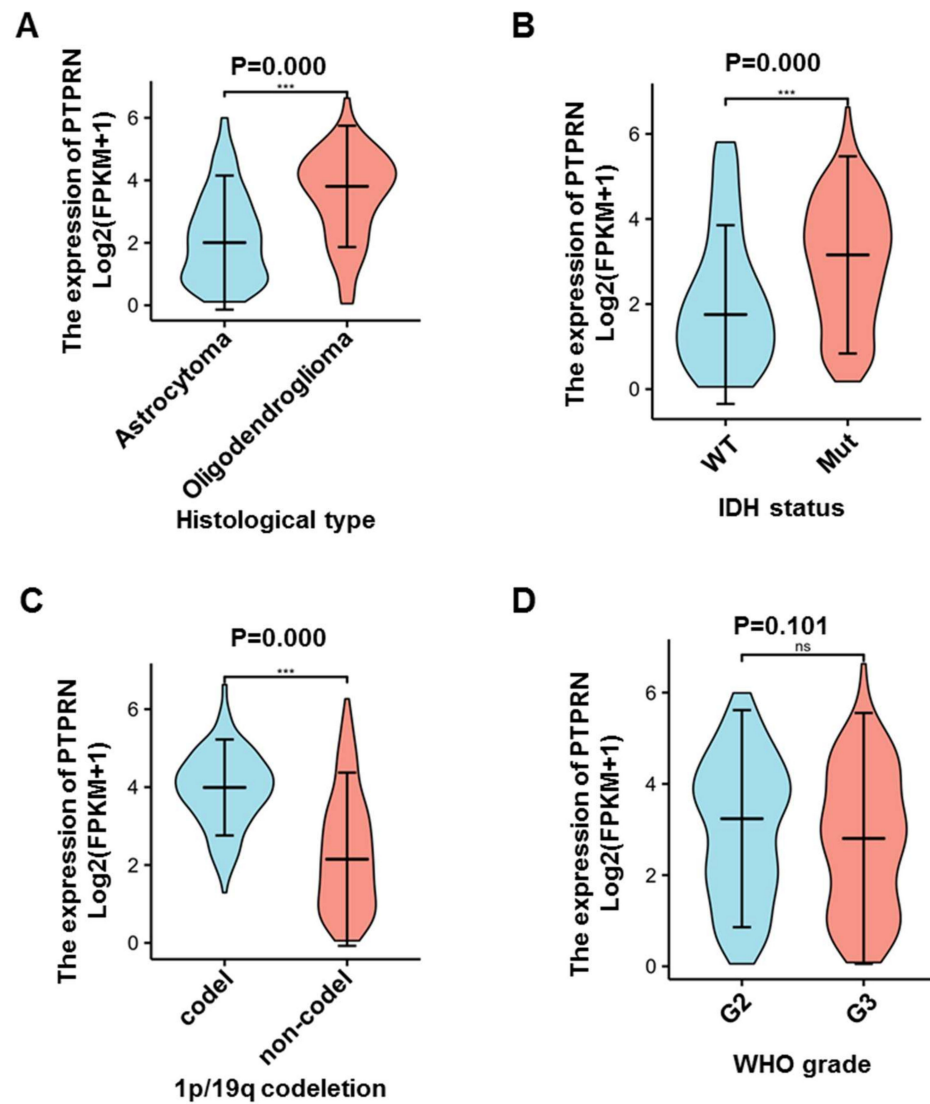 A
P=0.000
***
The expression of PTPRN
Log2(FPKM+1)
6
4
2
0
Astrocytoma
Oligodendroglioma
Histological type
B
P=0.000
***
The expression of PTPRN
Log2(FPKM+1)
6
4
2
0
WT
Mut
IDH status
C
P=0.000
***
The expression of PTPRN
Log2(FPKM+1)
6
4
2
0
codel
non-codel
1p/19q codeletion
D
P=0.101
ns
The expression of PTPRN
Log2(FPKM+1)
6
4
2
0
G2
G3
WHO grade